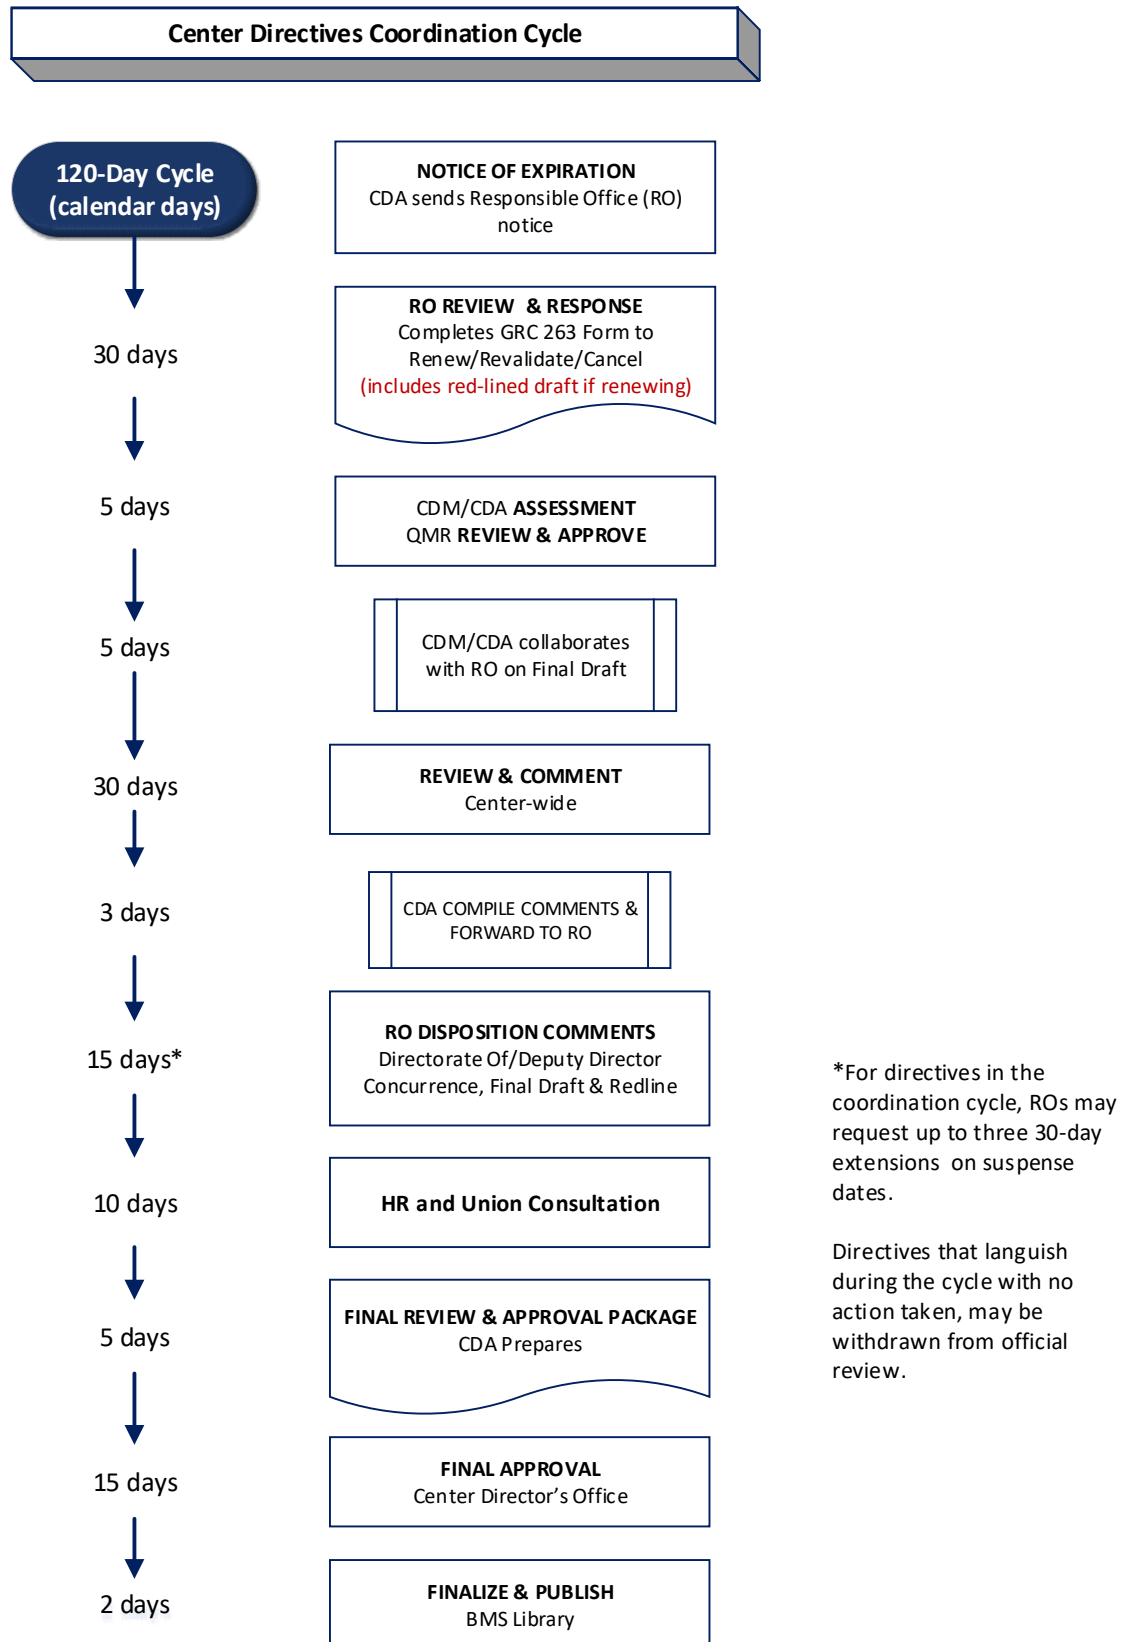 Center Directives Coordination Cycle
120-Day Cycle
(calendar days)
NOTICE OF EXPIRATION
CDA sends Responsible Office (RO)
notice
30 days
RO REVIEW & RESPONSE
Completes GRC 263 Form to
Renew/Revalidate/Cancel
(includes red-lined draft if renewing)
5 days
CDM/CDA ASSESSMENT
QMR REVIEW & APPROVE
5 days
CDM/CDA collaborates
with RO on Final Draft
30 days
REVIEW & COMMENT
Center-wide
3 days
CDA COMPILE COMMENTS &
FORWARD TO RO
15 days*
RO DISPOSITION COMMENTS
Directorate Of/Deputy Director
Concurrence, Final Draft & Redline
*For directives in the
coordination cycle, ROs may
request up to three 30-day
extensions on suspense
dates.
Directives that languish
during the cycle with no
action taken, may be
withdrawn from official
review.
10 days
HR and Union Consultation
5 days
FINAL REVIEW & APPROVAL PACKAGE
CDA Prepares
15 days
FINAL APPROVAL
Center Director's Office
2 days
FINALIZE & PUBLISH
BMS Library